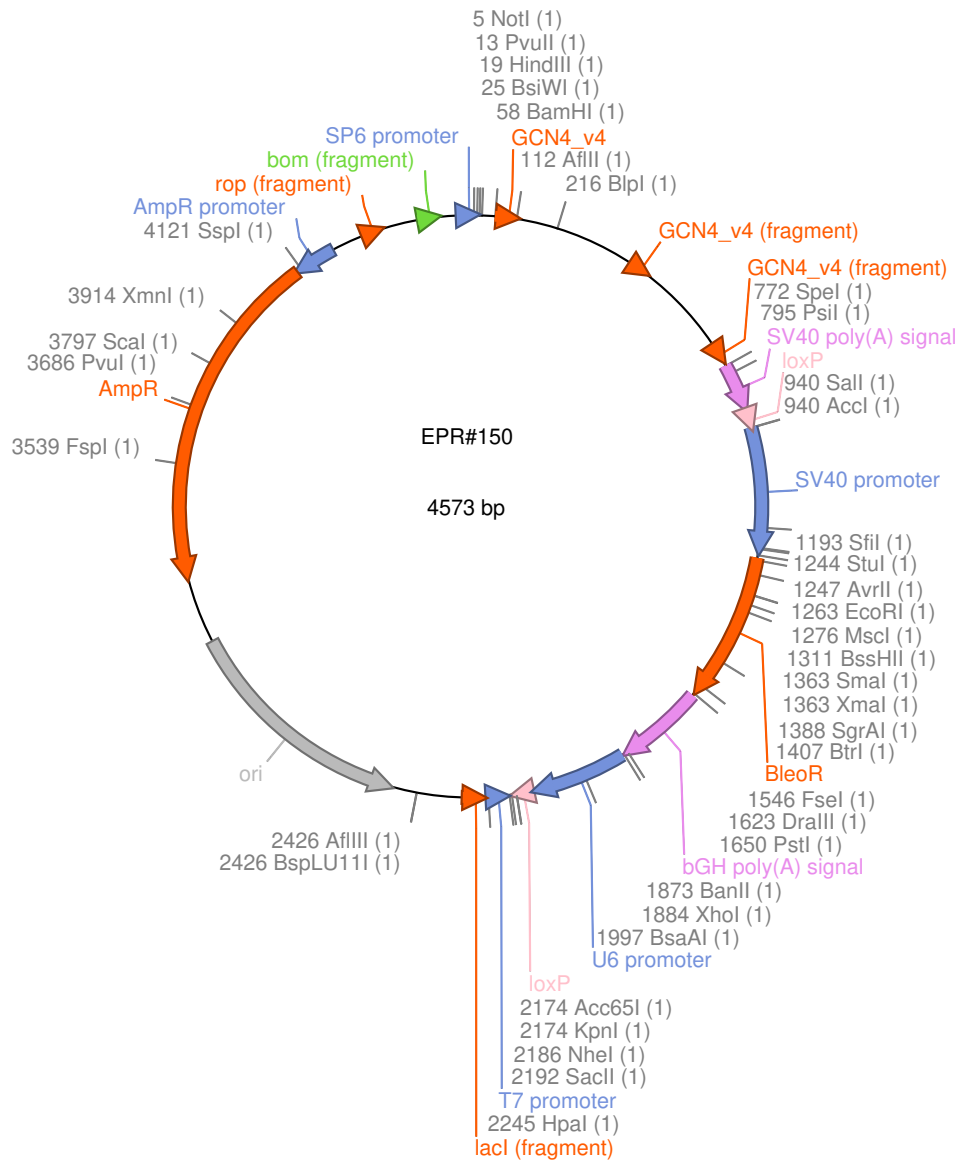 5 NotI (1)
13 PvuII (1)
19 HindIII (1)
25 BsiWI (1)
58 BamHI (1)
SP6 promoter
GCN4_v4
bom (fragment)
112 AflII (1)
rop (fragment)
216 BlpI (1)
AmpR promoter
4121 SspI (1)
GCN4_v4 (fragment)
GCN4_v4 (fragment)
3914 XmnI (1)
772 SpeI (1)
795 PsiI (1)
3797 ScaI (1)
SV40 poly(A) signal
3686 PvuI (1)
loxP
AmpR
940 SalI (1)
940 AccI (1)
EPR#150
3539 FspI (1)
SV40 promoter
4573 bp
1193 SfiI (1)
1244 StuI (1)
1247 AvrII (1)
1263 EcoRI (1)
1276 MscI (1)
1311 BssHII (1)
1363 SmaI (1)
1363 XmaI (1)
1388 SgrAI (1)
1407 BtrI (1)
ori
BleoR
1546 FseI (1)
1623 DraIII (1)
2426 AflIII (1)
1650 PstI (1)
2426 BspLU11I (1)
bGH poly(A) signal
1873 BanII (1)
1884 XhoI (1)
1997 BsaAI (1)
U6 promoter
loxP
2174 Acc65I (1)
2174 KpnI (1)
2186 NheI (1)
2192 SacII (1)
T7 promoter
2245 HpaI (1)
lacI (fragment)